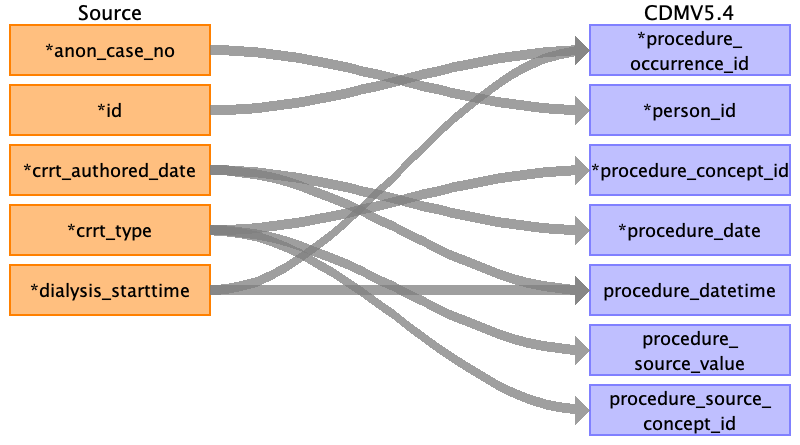 Source
CDMV5.4
*anon_case_no
*procedure_
occurrence_id
*id
*person_id
*crrt_authored_date
*procedure_concept_id
*crrt_type
*procedure_date
*dialysis_starttime
procedure_datetime
procedure_
source_value
procedure_source_
concept_id